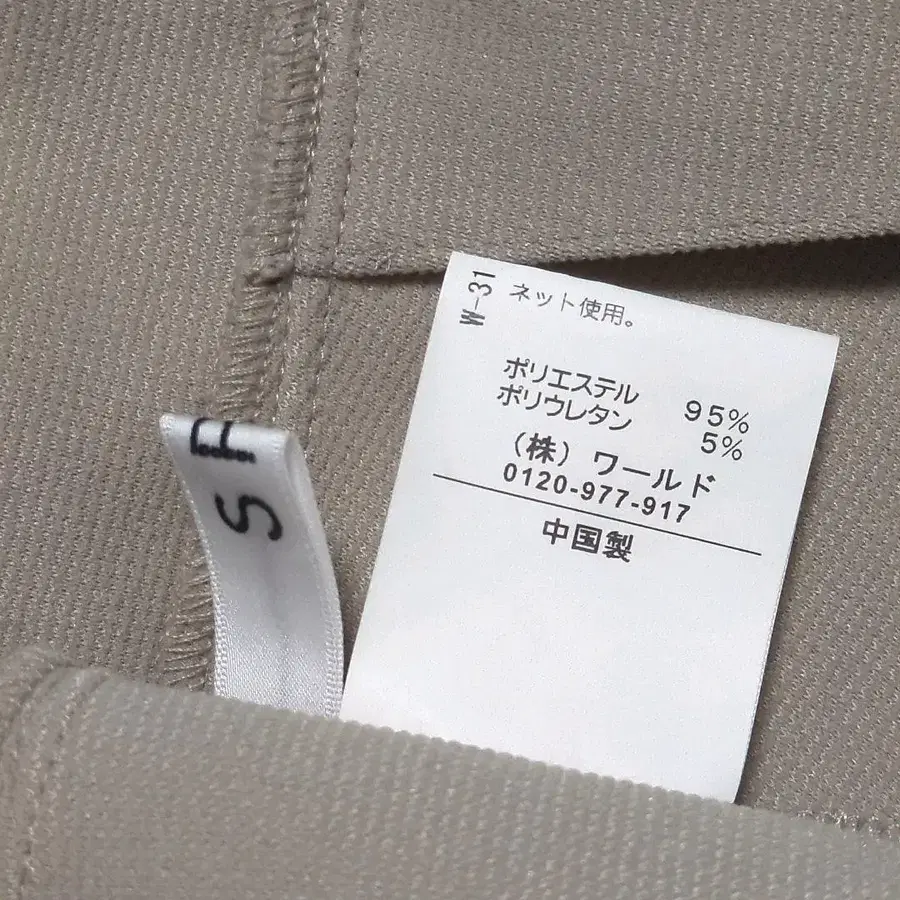 W-31
ネット使用。
ポリエステル 95%
ポリウレタン 5%
(株) ワールド
0120-977-917
中国製
S